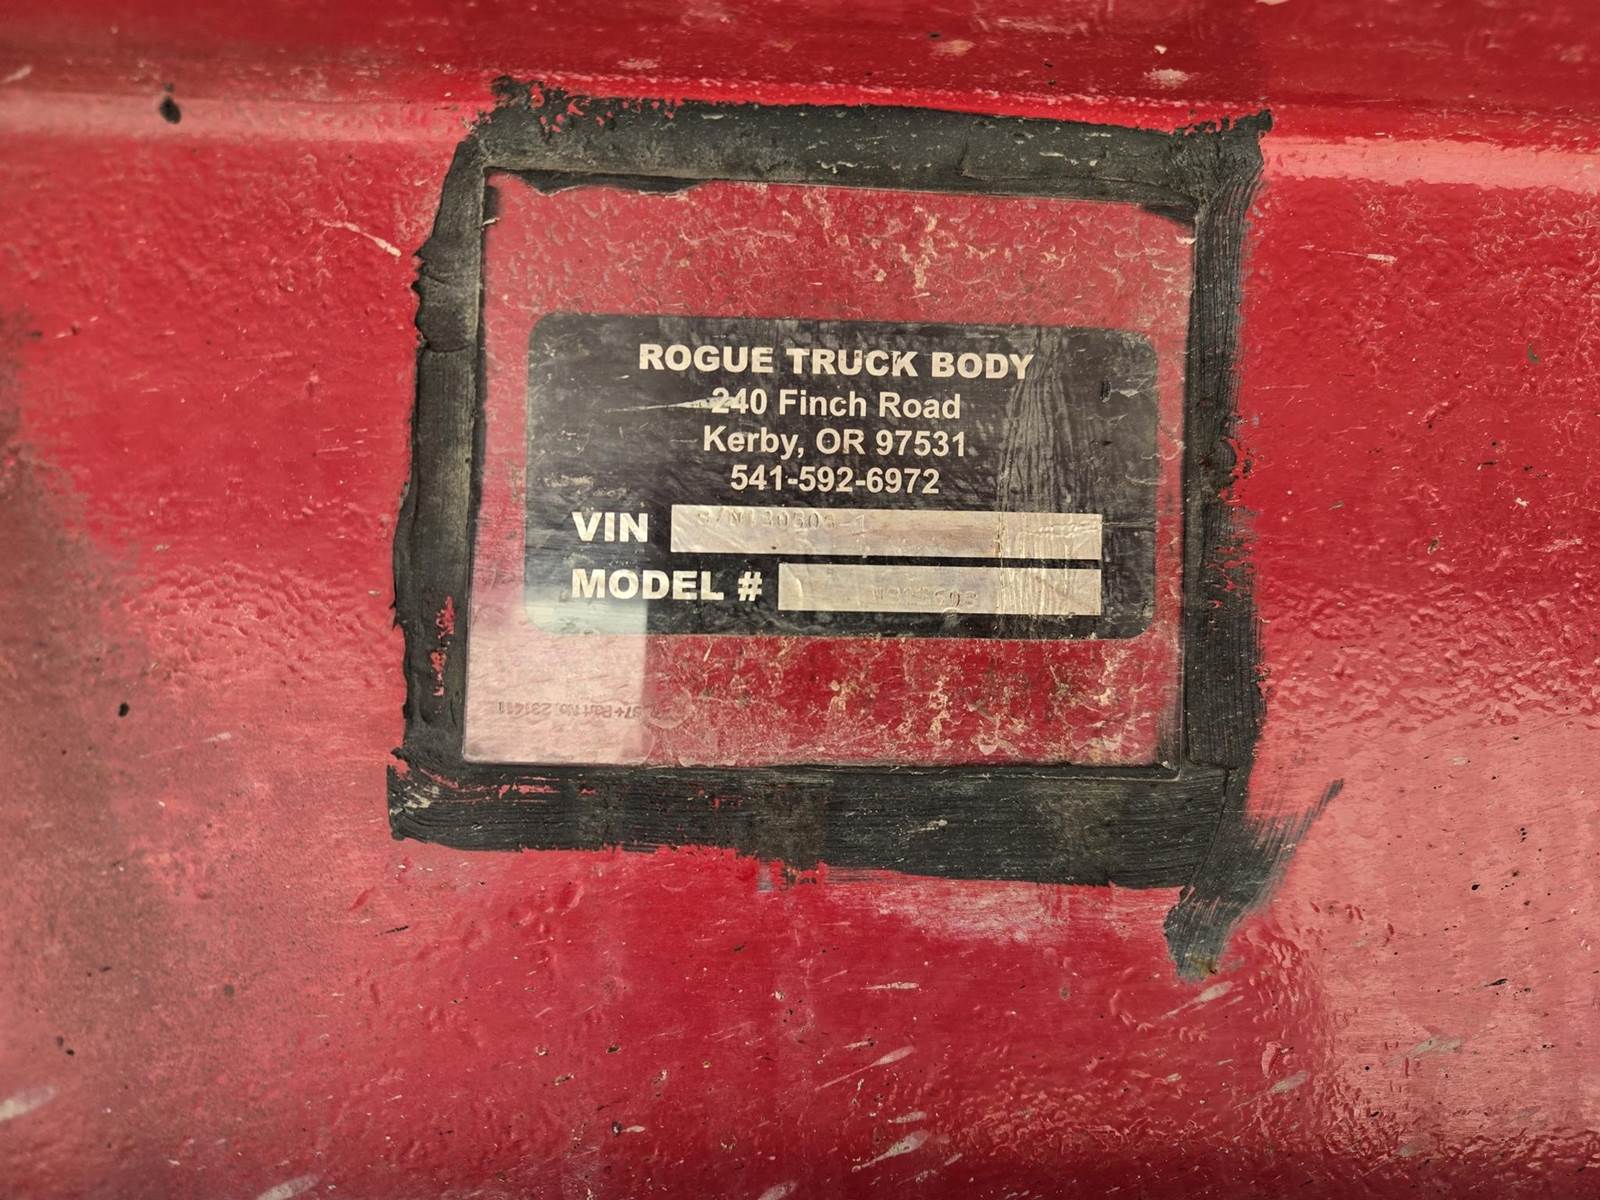 ROGUE TRUCK BODY
240 Finch Road
Kerby, OR 97531
541-592-6972
VIN
MODEL #